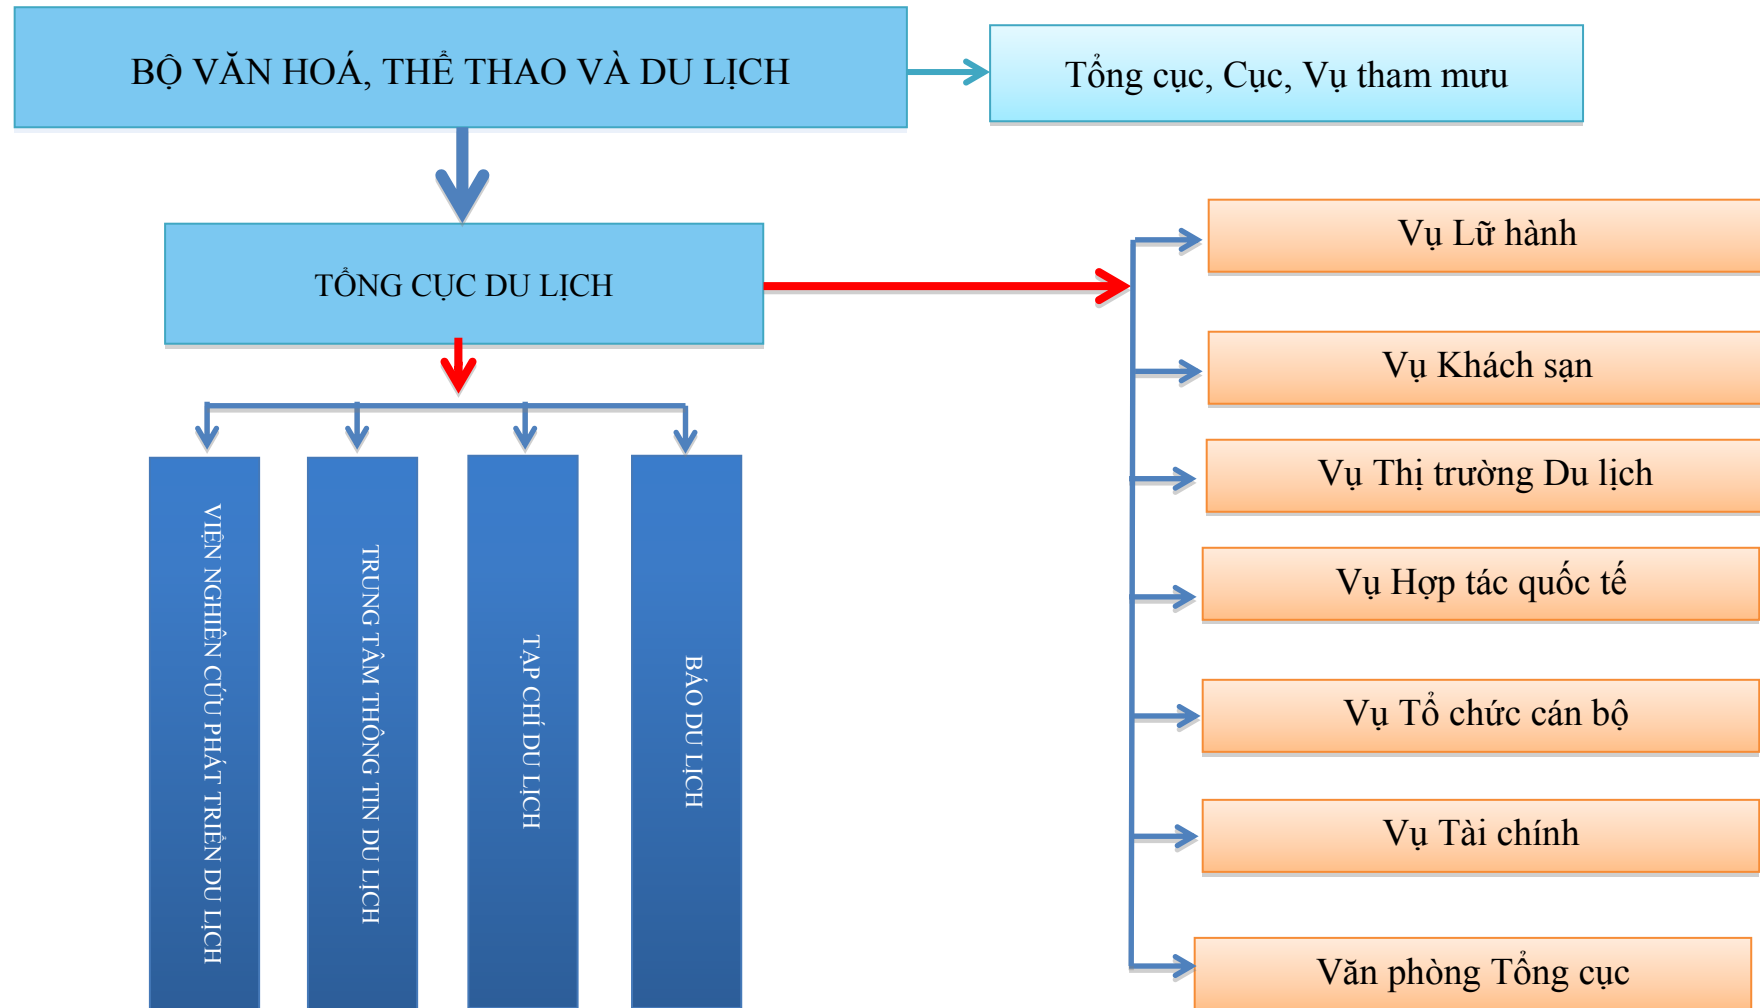 BỘ VĂN HOÁ, THỂ THAO VÀ DU LỊCH
Tổng cục, Cục, Vụ tham mưu
TỔNG CỤC DU LỊCH
Vụ Lữ hành
Vụ Khách sạn
Vụ Thị trường Du lịch
Vụ Hợp tác quốc tế
Vụ Tổ chức cán bộ
Vụ Tài chính
Văn phòng Tổng cục
VIỆN NGHIÊN CỨU PHÁT TRIỂN DU LỊCH
TRUNG TÂM THÔNG TIN DU LỊCH
TẠP CHÍ DU LỊCH
BÁO DU LỊCH